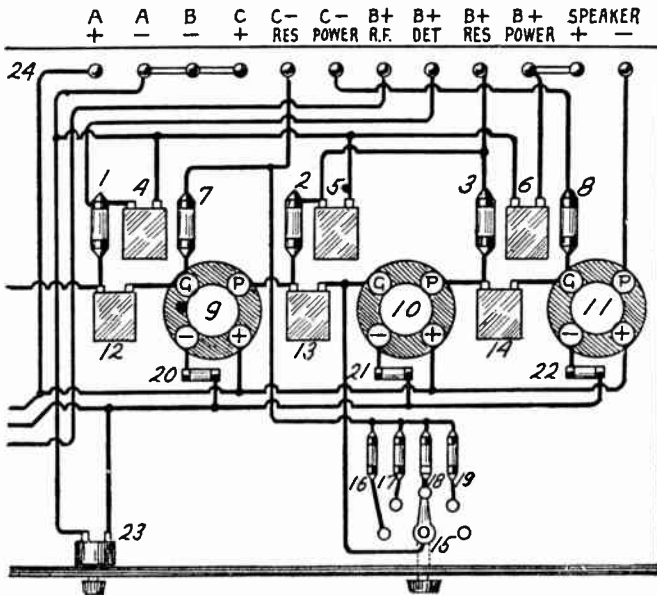 A A B C C- C- B+ B+ B+ B+ SPEAKER
+ - - + RES POWER R.F. DET RES POWER + -
24
1 4 7 2 5 3 6 8
G P G P G P
9 10 11
- + - + - +
12 13 14
20 21 22
16 17 18 19
23 15